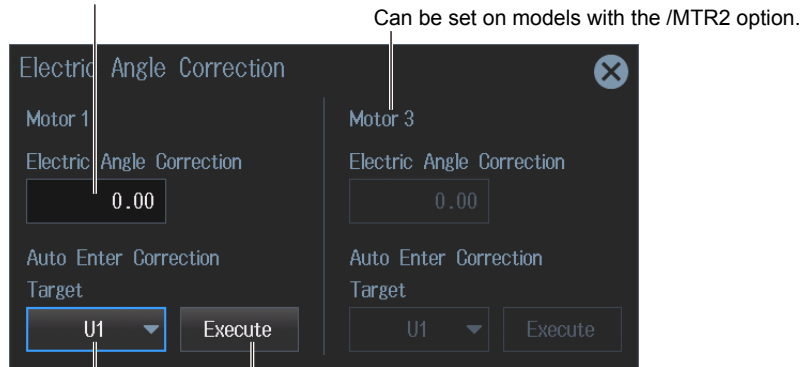 Can be set on models with the /MTR2 option.
Electric Angle Correction
Motor 1
Electric Angle Correction
0.00
Auto Enter Correction
Target
U1
Execute
Motor 3
Electric Angle Correction
0.00
Auto Enter Correction
Target
U1
Execute